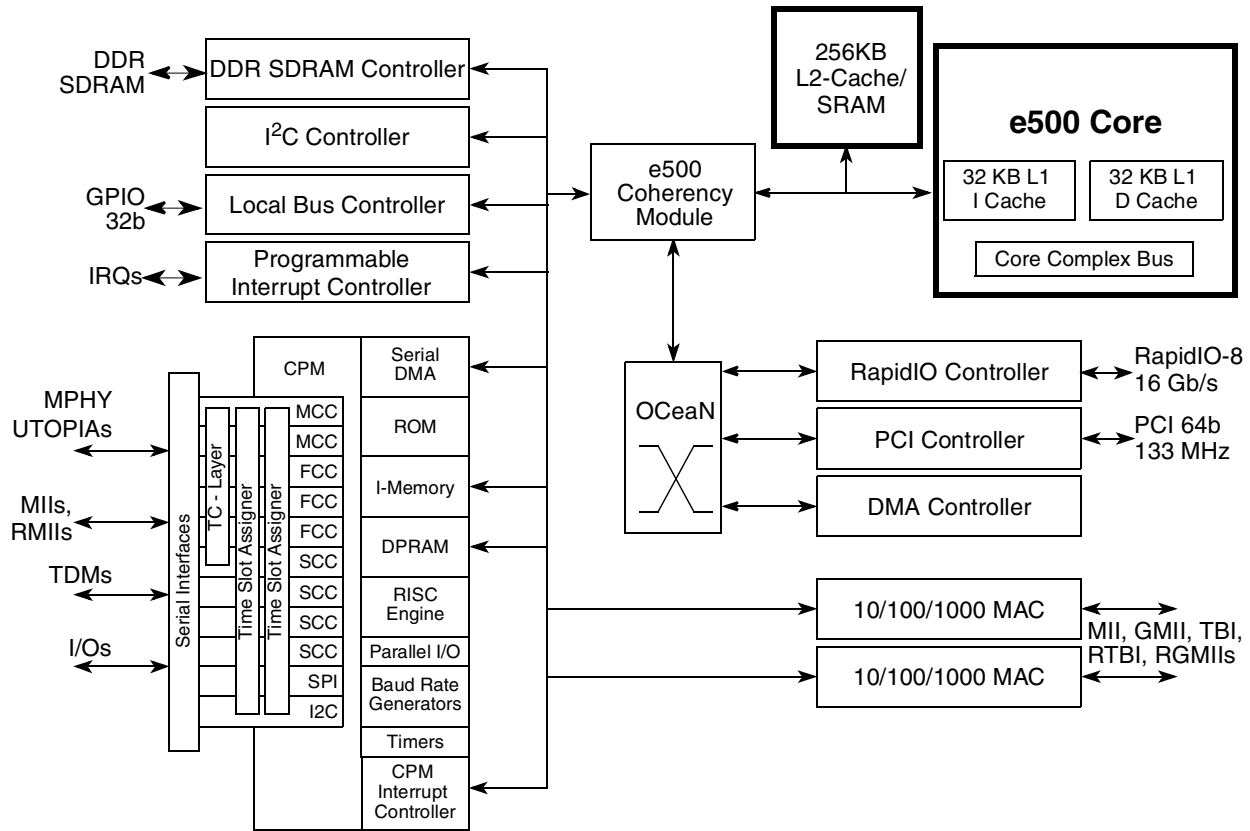 DDR
SDRAM
DDR SDRAM Controller
I²C Controller
GPIO
32b
Local Bus Controller
IRQs
Programmable
Interrupt Controller
256KB
L2-Cache/
SRAM
e500 Core
32 KB L1
I Cache
32 KB L1
D Cache
Core Complex Bus
e500
Coherency
Module
OCeaN
RapidIO Controller
RapidIO-8
16 Gb/s
PCI Controller
PCI 64b
133 MHz
DMA Controller
10/100/1000 MAC
10/100/1000 MAC
MII, GMII, TBI,
RTBI, RGMIIs
MPHY
UTOPIAs
MIIs,
RMIIs
TDMs
I/Os
Serial Interfaces
TC - Layer
Time Slot Assigner
Time Slot Assigner
CPM
MCC
MCC
FCC
FCC
FCC
SCC
SCC
SCC
SCC
SPI
I2C
Serial
DMA
ROM
I-Memory
DPRAM
RISC
Engine
Parallel I/O
Baud Rate
Generators
Timers
CPM
Interrupt
Controller